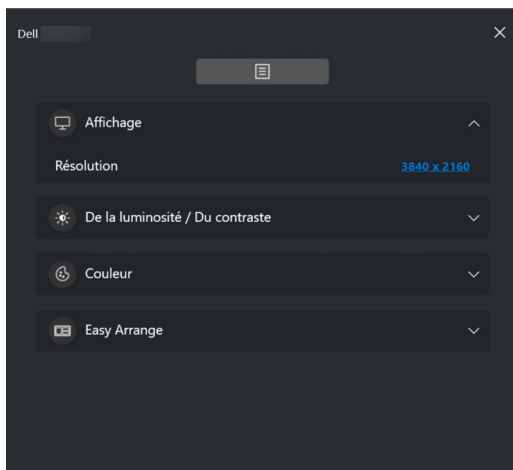 Dell
Affichage
Résolution
3840 x 2160
De la luminosité / Du contraste
Couleur
Easy Arrange